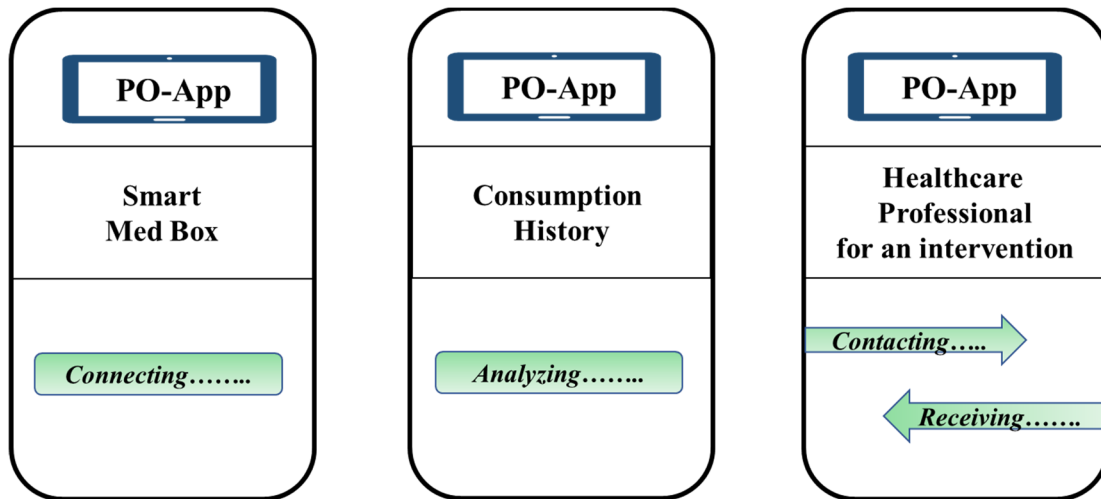 PO-App
Smart
Med Box
Connecting……..
PO-App
Consumption
History
Analyzing……..
PO-App
Healthcare
Professional
for an intervention
Contacting…..
Receiving…….